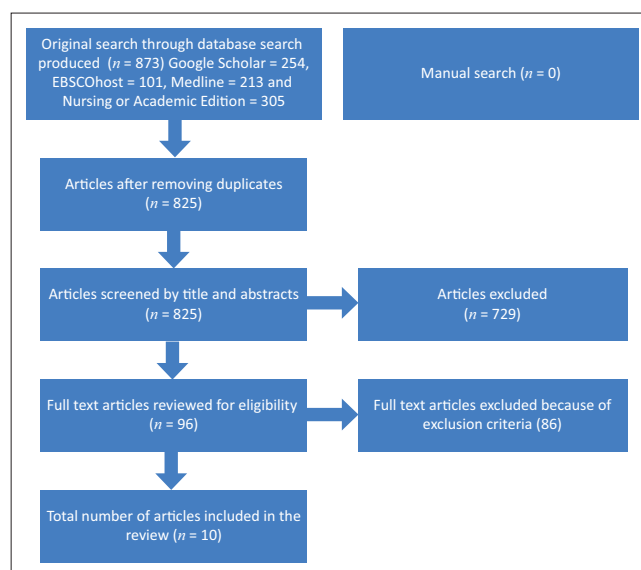 Original search through database search
produced (n = 873) Google Scholar = 254,
EBSCOhost = 101, Medline = 213 and
Nursing or Academic Edition = 305
Manual search (n = 0)
Articles after removing duplicates
(n = 825)
Articles screened by title and abstracts
(n = 825)
Articles excluded
(n = 729)
Full text articles reviewed for eligibility
(n = 96)
Full text articles excluded because of
exclusion criteria (86)
Total number of articles included in the
review (n = 10)